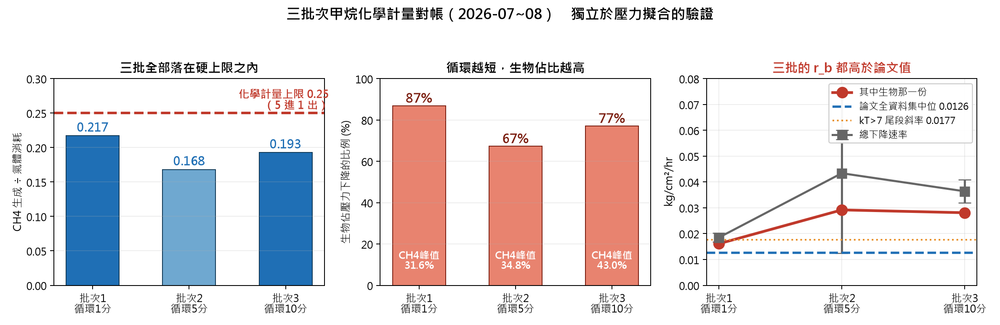 三批次甲烷化學計量對帳（2026-07~08） 獨立於壓力擬合的驗證
三批全部落在硬上限之內
CH4 生成 ÷ 氣體消耗
0.30
0.25
0.20
0.15
0.10
0.05
0.00
化學計量上限 0.25
（5 進 1 出）
0.217
0.168
0.193
批次1
循環1分
批次2
循環5分
批次3
循環10分
循環越短，生物佔比越高
生物佔壓力下降的比例 (%)
100
80
60
40
20
0
87%
67%
77%
CH4峰值
31.6%
CH4峰值
34.8%
CH4峰值
43.0%
批次1
循環1分
批次2
循環5分
批次3
循環10分
三批的 r_b 都高於論文值
kg/cm²/hr
0.08
0.07
0.06
0.05
0.04
0.03
0.02
0.01
0.00
其中生物那一份
論文全資料集中位 0.0126
kT>7 尾段斜率 0.0177
總下降速率
批次1
循環1分
批次2
循環5分
批次3
循環10分